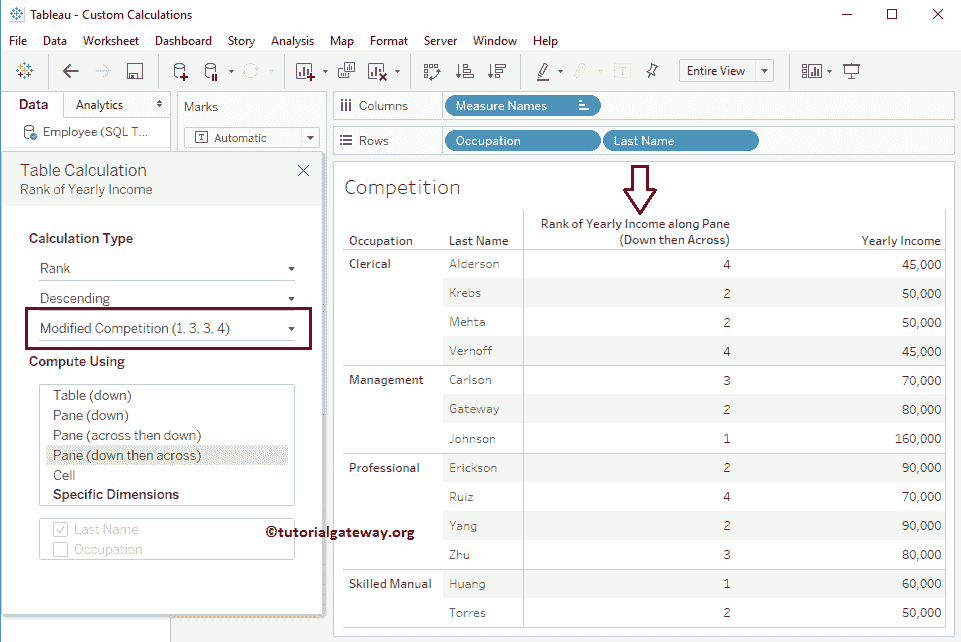 Tableau - Custom Calculations
File Data Worksheet Dashboard Story Analysis Map Format Server Window Help
Entire View
Data Analytics
Employee (SQL T...
Marks
Automatic
Columns Measure Names
Rows Occupation Last Name
Table Calculation
Rank of Yearly Income
Calculation Type
Rank
Descending
Modified Competition (1, 3, 3, 4)
Compute Using
Table (down)
Pane (down)
Pane (across then down)
Pane (down then across)
Cell
Specific Dimensions
Last Name
Occupation
©tutorialgateway.org
Competition
Rank of Yearly Income along Pane
Occupation Last Name (Down then Across) Yearly Income
Clerical Alderson 4 45,000
Krebs 2 50,000
Mehta 2 50,000
Verhoff 4 45,000
Management Carlson 3 70,000
Gateway 2 80,000
Johnson 1 160,000
Professional Erickson 2 90,000
Ruiz 4 70,000
Yang 2 90,000
Zhu 3 80,000
Skilled Manual Huang 1 60,000
Torres 2 50,000